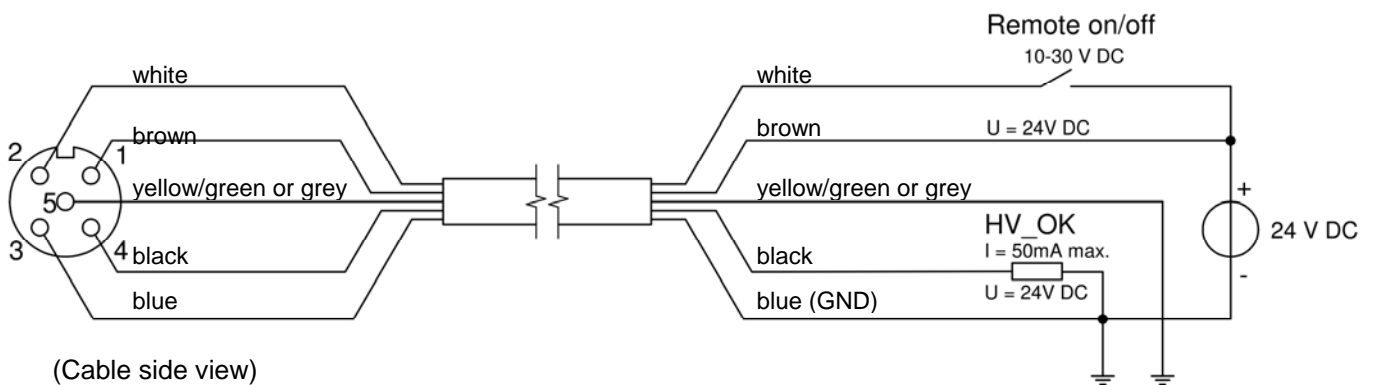 Remote on/off
10-30 V DC
white
white
brown
brown
U = 24V DC
2
1
yellow/green or grey
yellow/green or grey
5
+
24 V DC
-
HV_OK
I = 50mA max.
3
4
black
black
U = 24V DC
blue
blue (GND)
(Cable side view)